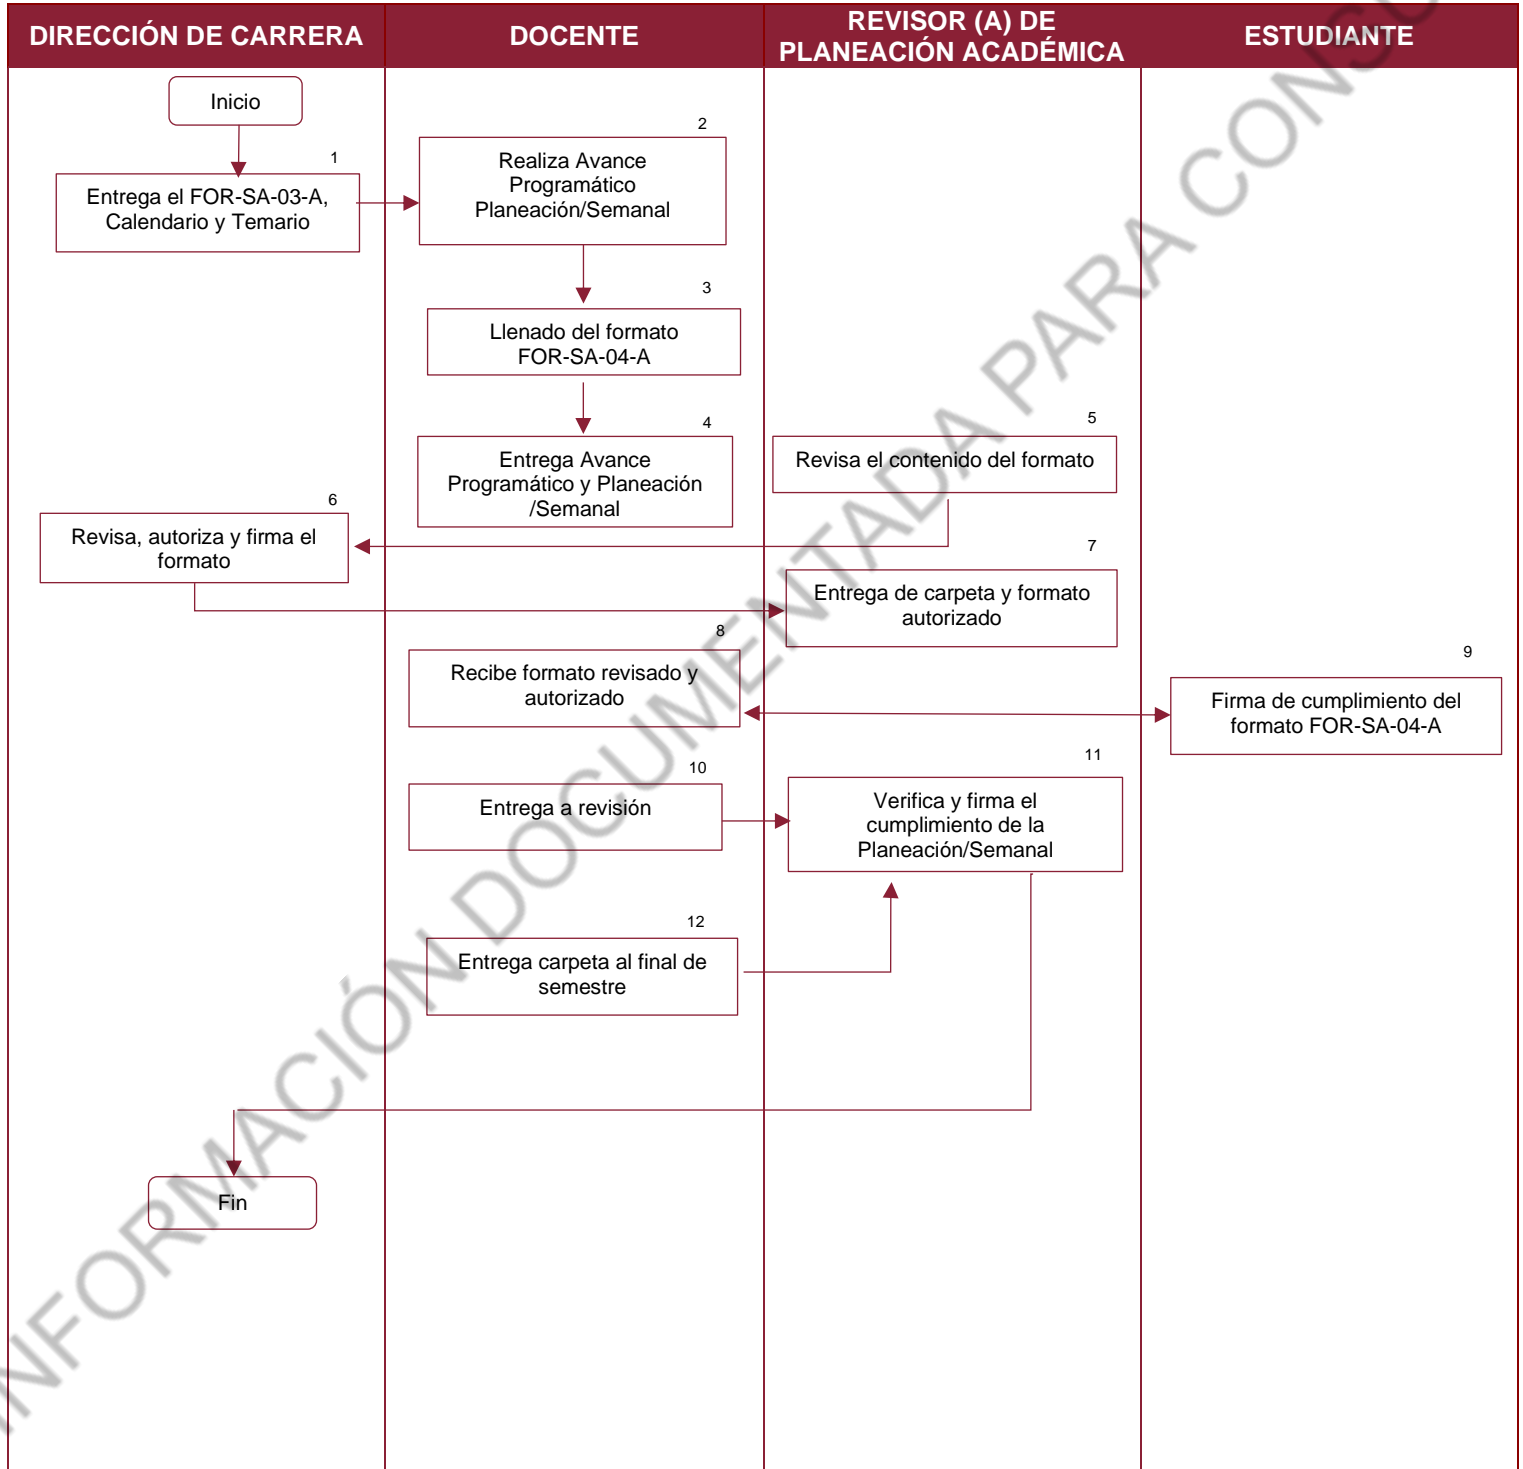 DIRECCIÓN DE CARRERA
DOCENTE
REVISOR (A) DE
PLANEACIÓN ACADÉMICA
ESTUDIANTE
Inicio
1
Entrega el FOR-SA-03-A,
Calendario y Temario
2
Realiza Avance
Programático
Planeación/Semanal
3
Llenado del formato
FOR-SA-04-A
4
Entrega Avance
Programático y Planeación
/Semanal
5
Revisa el contenido del formato
6
Revisa, autoriza y firma el
formato
7
Entrega de carpeta y formato
autorizado
8
Recibe formato revisado y
autorizado
9
Firma de cumplimiento del
formato FOR-SA-04-A
10
Entrega a revisión
11
Verifica y firma el
cumplimiento de la
Planeación/Semanal
12
Entrega carpeta al final de
semestre
Fin
INFORMACIÓN DOCUMENTADA PARA CONSU